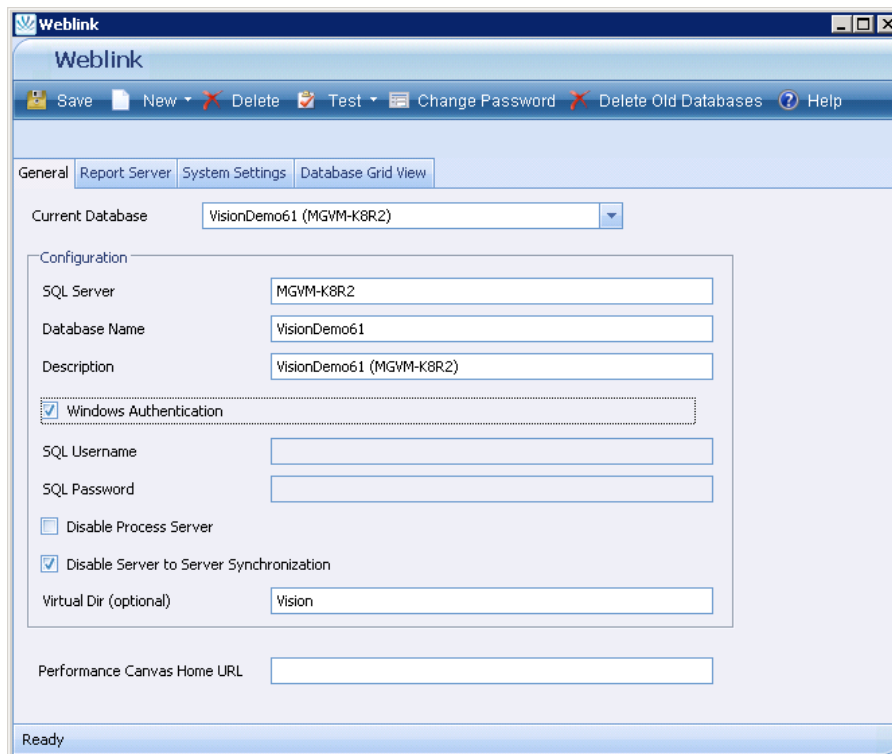 Weblink
Weblink
Save New Delete Test Change Password Delete Old Databases Help
General Report Server System Settings Database Grid View
Current Database VisionDemo61 (MGVM-K8R2)
Configuration
SQL Server MGVM-K8R2
Database Name VisionDemo61
Description VisionDemo61 (MGVM-K8R2)
Windows Authentication
SQL Username
SQL Password
Disable Process Server
Disable Server to Server Synchronization
Virtual Dir (optional) Vision
Performance Canvas Home URL
Ready